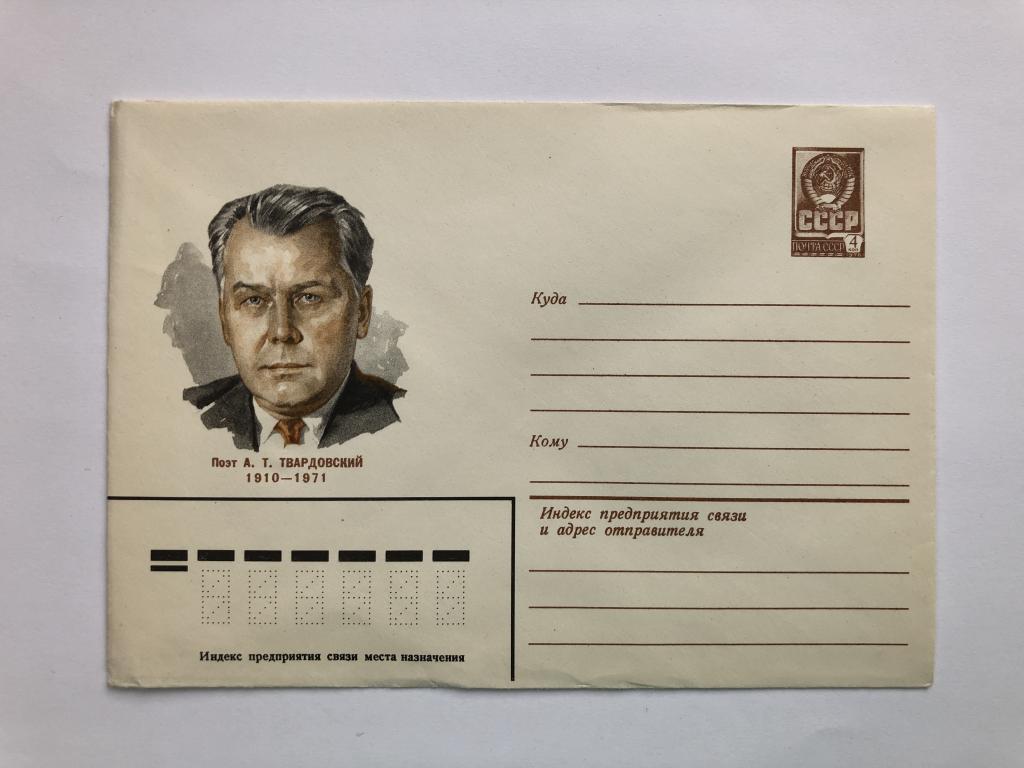 СССР
ПОЧТА СССР 4
Поэт А. Т. ТВАРДОВСКИЙ
1910—1971
Куда
Кому
Индекс предприятия связи
и адрес отправителя
Индекс предприятия связи места назначения